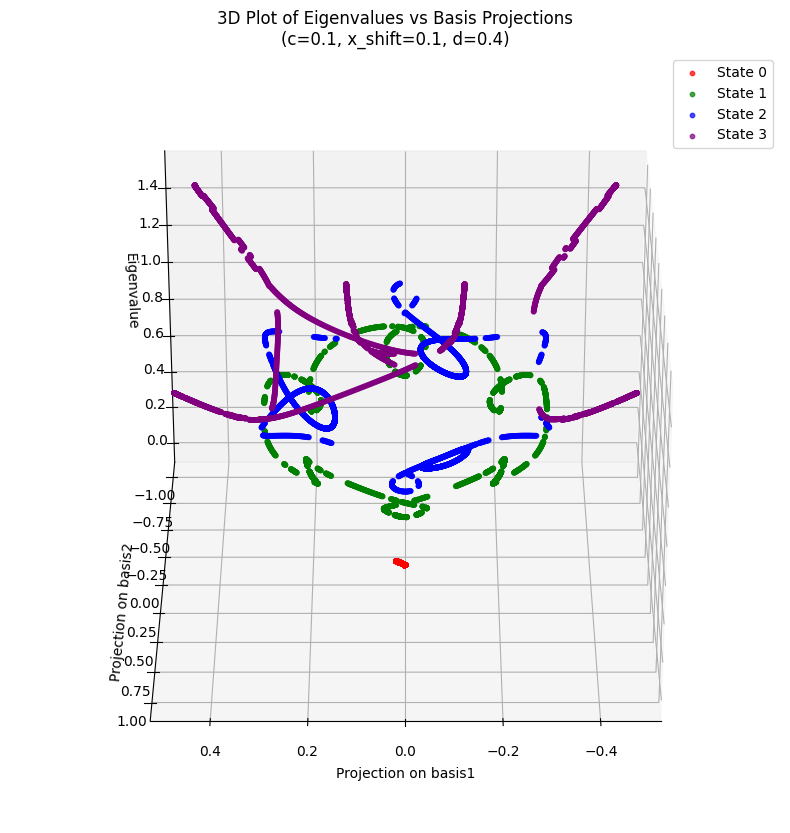 3D Plot of Eigenvalues vs Basis Projections
(c=0.1, x_shift=0.1, d=0.4)
State 0
State 1
State 2
State 3
1.4
1.2
1.0
0.8
0.6
0.4
0.2
0.0
Eigenvalue
−1.00
−0.75
−0.50
−0.25
0.00
0.25
0.50
0.75
1.00
Projection on basis2
0.4
0.2
0.0
−0.2
−0.4
Projection on basis1